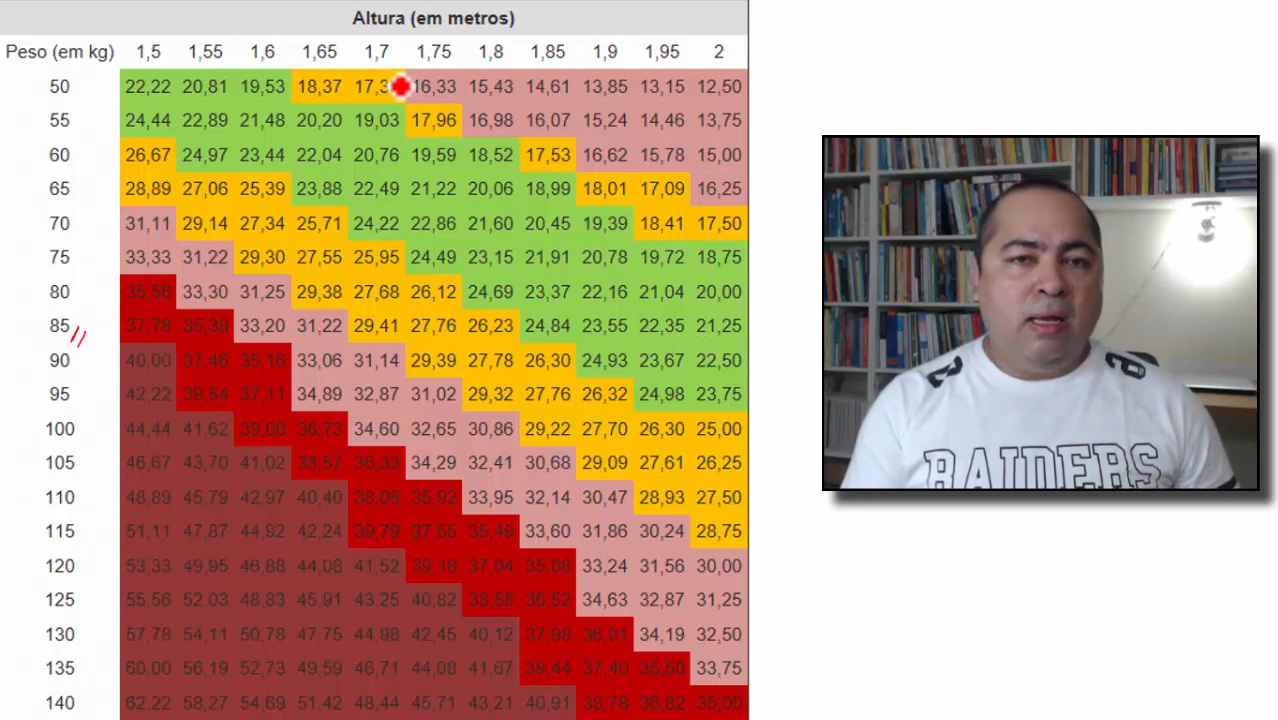 Altura (em metros)
Peso (em kg) 1,5 1,55 1,6 1,65 1,7 1,75 1,8 1,85 1,9 1,95 2
50 22,22 20,81 19,53 18,37 17,3 16,33 15,43 14,61 13,85 13,15 12,50
55 24,44 22,89 21,48 20,20 19,03 17,96 16,98 16,07 15,24 14,46 13,75
60 26,67 24,97 23,44 22,04 20,76 19,59 18,52 17,53 16,62 15,78 15,00
65 28,89 27,06 25,39 23,88 22,49 21,22 20,06 18,99 18,01 17,09 16,25
70 31,11 29,14 27,34 25,71 24,22 22,86 21,60 20,45 19,39 18,41 17,50
75 33,33 31,22 29,30 27,55 25,95 24,49 23,15 21,91 20,78 19,72 18,75
80 35,56 33,30 31,25 29,38 27,68 26,12 24,69 23,37 22,16 21,04 20,00
85 37,78 35,38 33,20 31,22 29,41 27,76 26,23 24,84 23,55 22,35 21,25
90 40,00 37,46 35,16 33,06 31,14 29,39 27,78 26,30 24,93 23,67 22,50
95 42,22 39,54 37,11 34,89 32,87 31,02 29,32 27,76 26,32 24,98 23,75
100 44,44 41,62 39,06 36,73 34,60 32,65 30,86 29,22 27,70 26,30 25,00
105 46,67 43,70 41,02 38,57 36,33 34,29 32,41 30,68 29,09 27,61 26,25
110 48,89 45,79 42,97 40,40 38,06 35,92 33,95 32,14 30,47 28,93 27,50
115 51,11 47,87 44,92 42,24 39,79 37,55 35,49 33,60 31,86 30,24 28,75
120 53,33 49,95 46,88 44,08 41,52 39,18 37,04 35,06 33,24 31,56 30,00
125 55,56 52,03 48,83 45,91 43,25 40,82 38,58 36,52 34,63 32,87 31,25
130 57,78 54,11 50,78 47,75 44,98 42,45 40,12 37,98 36,01 34,19 32,50
135 60,00 56,19 52,73 49,59 46,71 44,08 41,67 39,44 37,40 35,50 33,75
140 62,22 58,27 54,69 51,42 48,44 45,71 43,21 40,91 38,78 36,82 35,00
RAIDERS